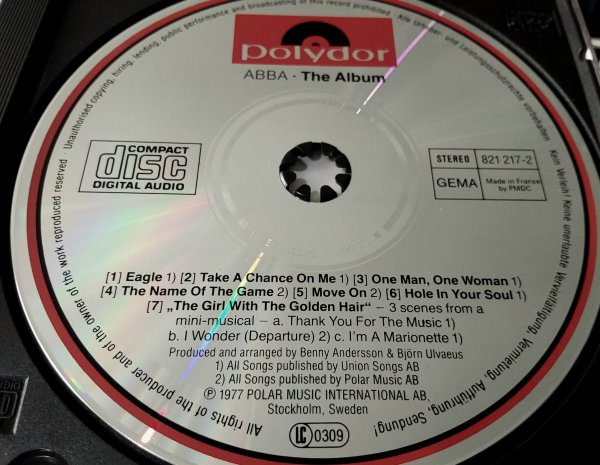 polydor
ABBA · The Album
COMPACT
disc
DIGITAL AUDIO
STEREO 821 217-2
GEMA Made in France
by PMDC
[1] Eagle 1) [2] Take A Chance On Me 1) [3] One Man, One Woman 1)
[4] The Name Of The Game 2) [5] Move On 2) [6] Hole In Your Soul 1)
[7] „The Girl With The Golden Hair" – 3 scenes from a
mini-musical – a. Thank You For The Music 1)
b. I Wonder (Departure) 2) c. I'm A Marionette 1)
Produced and arranged by Benny Andersson & Björn Ulvaeus
1) All Songs published by Union Songs AB
2) All Songs published by Polar Music AB
℗ 1977 POLAR MUSIC INTERNATIONAL AB,
Stockholm, Sweden
LC 0309
All rights of the producer and of the owner of the work reproduced reserved · Unauthorised copying, hiring, lending, public performance and broadcasting of this record prohibited · Alle Urheber- und Leistungsschutzrechte vorbehalten · Kein Verleih! Keine unerlaubte Vervielfältigung, Vermietung, Aufführung, Sendung!